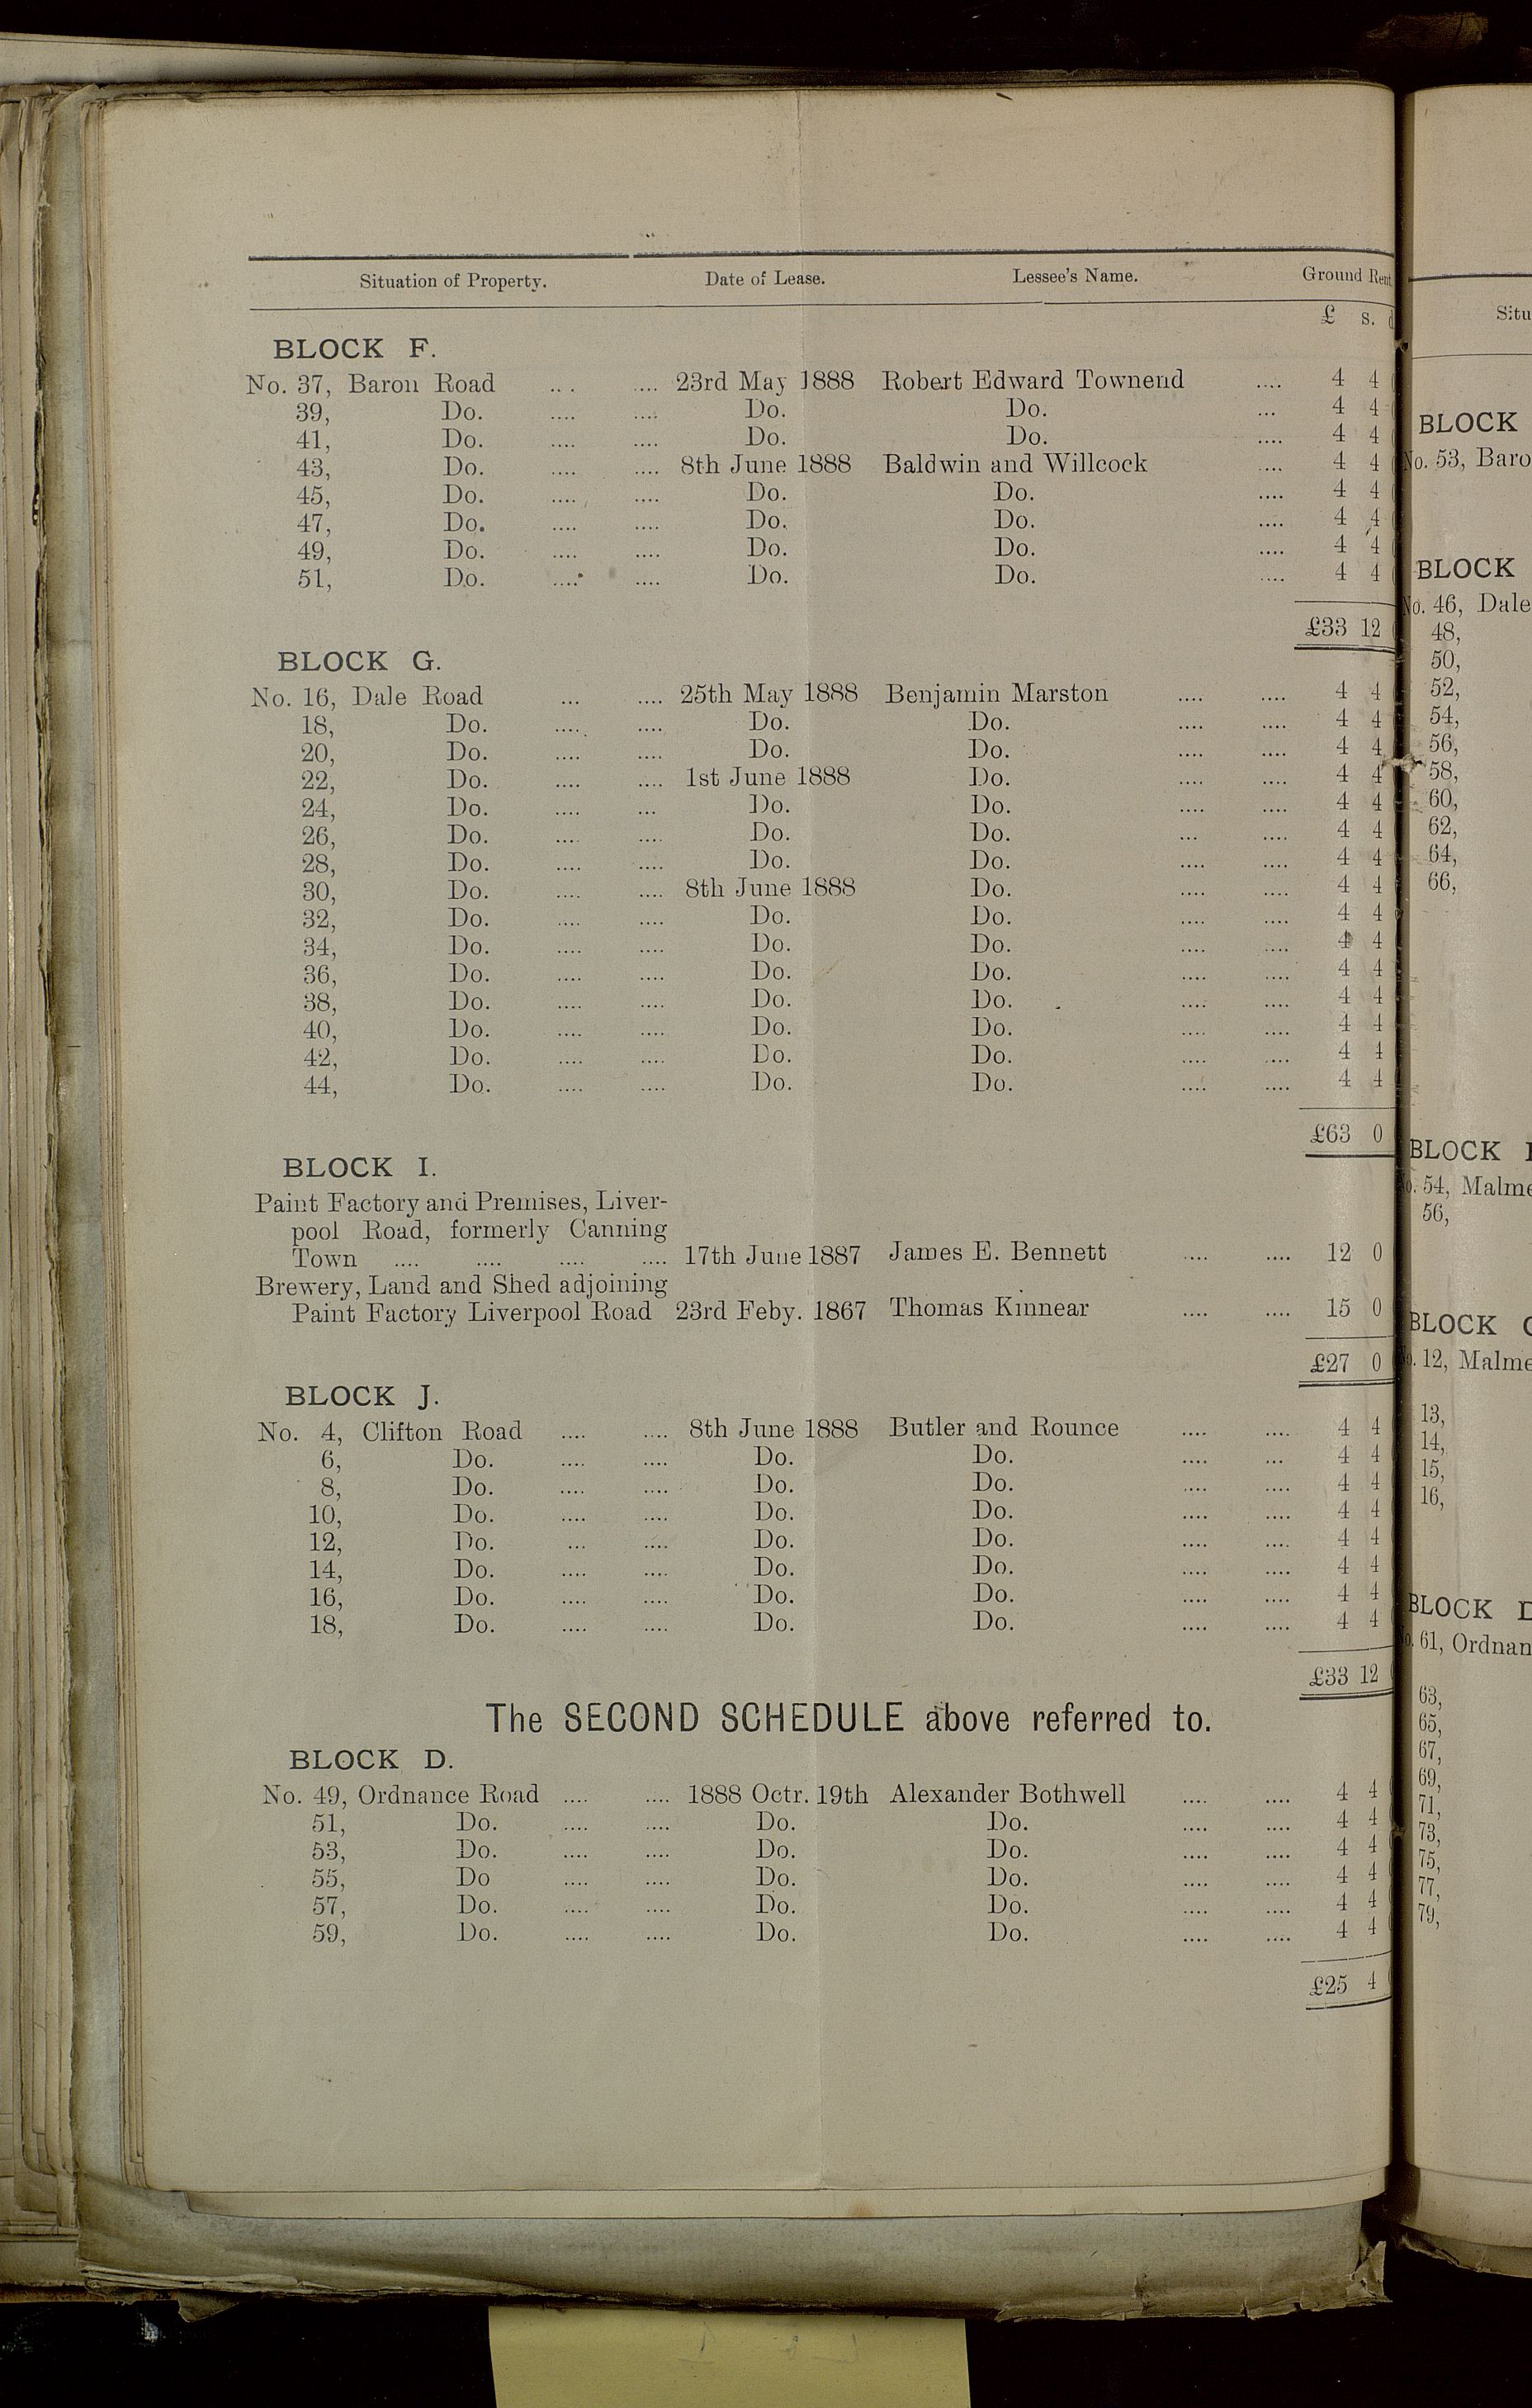 Situation of Property. Date of Lease. Lessee's Name. Ground Rent
£ s. d
BLOCK F.
No. 37, Baron Road .... .... 23rd May 1888 Robert Edward Townend .... 4 4
39, Do. .... .... Do. Do. ... 4 4
41, Do. .... .... Do. Do. .... 4 4
43, Do. .... .... 8th June 1888 Baldwin and Willcock .... 4 4
45, Do. .... .... Do. Do. .... 4 4
47, Do. .... .... Do. Do. .... 4 4
49, Do. .... .... Do. Do. .... 4 4
51, Do. .... .... Do. Do. .... 4 4
£33 12
BLOCK G.
No. 16, Dale Road ... .... 25th May 1888 Benjamin Marston .... .... 4 4
18, Do. .... .... Do. Do. .... .... 4 4
20, Do. .... .... Do. Do. .... .... 4 4
22, Do. .... .... 1st June 1888 Do. .... .... 4 4
24, Do. .... ... Do. Do. .... .... 4 4
26, Do. .... .... Do. Do. ... .... 4 4
28, Do. .... .... Do. Do. .... .... 4 4
30, Do. .... .... 8th June 1888 Do. .... .... 4 4
32, Do. .... .... Do. Do. .... .... 4 4
34, Do. .... .... Do. Do. .... .... 4 4
36, Do. .... .... Do. Do. .... .... 4 4
38, Do. .... .... Do. Do. .... .... 4 4
40, Do. .... .... Do. Do. .... .... 4 4
42, Do. .... .... Do. Do. .... .... 4 4
44, Do. .... .... Do. Do. .... .... 4 4
£63 0
BLOCK I.
Paint Factory and Premises, Liver-
pool Road, formerly Canning
Town .... .... .... .... 17th June 1887 James E. Bennett .... .... 12 0
Brewery, Land and Shed adjoining
Paint Factory Liverpool Road 23rd Feby. 1867 Thomas Kinnear .... .... 15 0
£27 0
BLOCK J.
No. 4, Clifton Road .... .... 8th June 1888 Butler and Rounce .... .... 4 4
6, Do. .... .... Do. Do. .... ... 4 4
8, Do. .... .... Do. Do. .... .... 4 4
10, Do. .... .... Do. Do. .... .... 4 4
12, Do. ... .... Do. Do. .... .... 4 4
14, Do. .... .... Do. Do. .... .... 4 4
16, Do. .... .... Do. Do. .... .... 4 4
18, Do. .... .... Do. Do. .... .... 4 4
£33 12
The SECOND SCHEDULE above referred to.
BLOCK D.
No. 49, Ordnance Road .... .... 1888 Octr. 19th Alexander Bothwell .... .... 4 4
51, Do. .... .... Do. Do. .... .... 4 4
53, Do. .... .... Do. Do. .... .... 4 4
55, Do .... .... Do. Do. .... .... 4 4
57, Do. .... .... Do. Do. .... .... 4 4
59, Do. .... .... Do. Do. .... .... 4 4
£25 4
Situ
BLOCK
No. 53, Baro
BLOCK
No. 46, Dale
48,
50,
52,
54,
56,
58,
60,
62,
64,
66,
BLOCK
54, Malme
56,
BLOCK
12, Malme
13,
14,
15,
16,
BLOCK D
61, Ordnan
63,
65,
67,
69,
71,
73,
75,
77,
79,